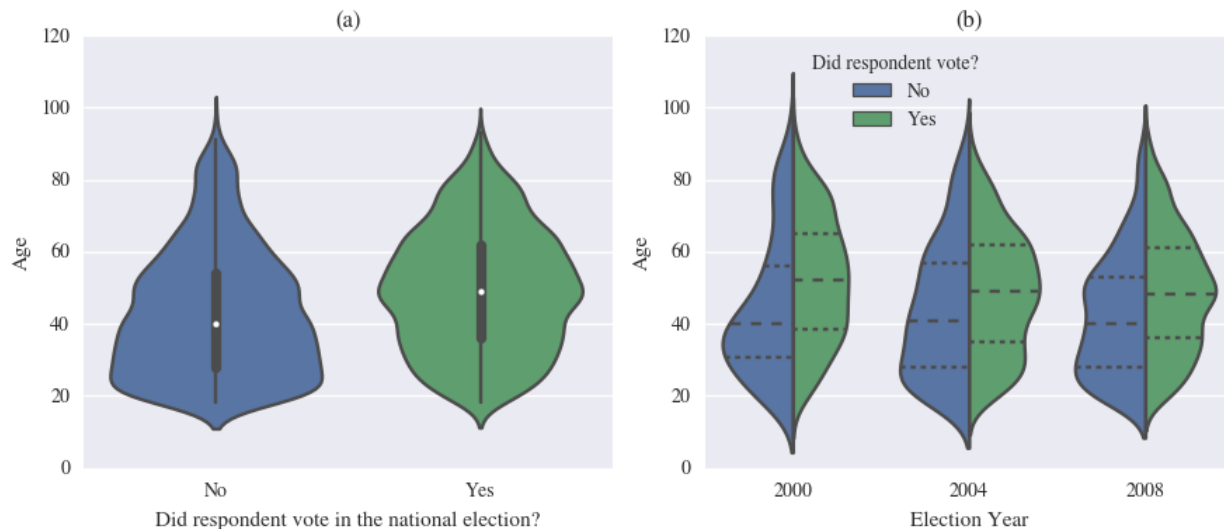 (a)
120
100
80
60
40
20
0
Age
No
Yes
Did respondent vote in the national election?
(b)
120
100
80
60
40
20
0
Age
Did respondent vote?
No
Yes
2000
2004
2008
Election Year